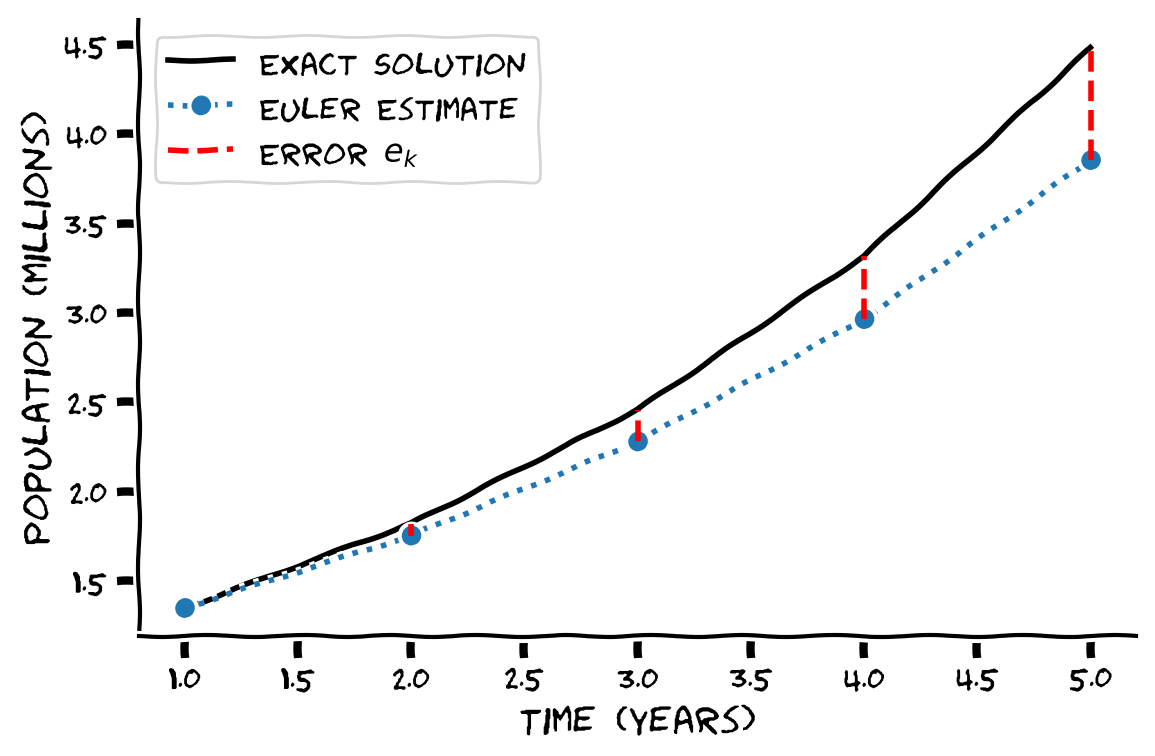 EXACT SOLUTION
EULER ESTIMATE
ERROR eₖ
POPULATION (MILLIONS)
4.5
4.0
3.5
3.0
2.5
2.0
1.5
1.0 1.5 2.0 2.5 3.0 3.5 4.0 4.5 5.0
TIME (YEARS)